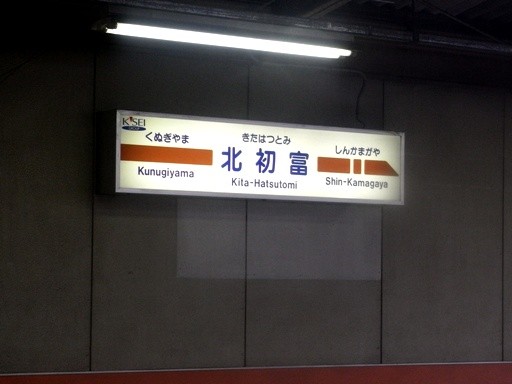 K'SEI
くぬぎやま
Kunugiyama
きたはつとみ
北初富
Kita-Hatsutomi
しんかまがや
Shin-Kamagaya